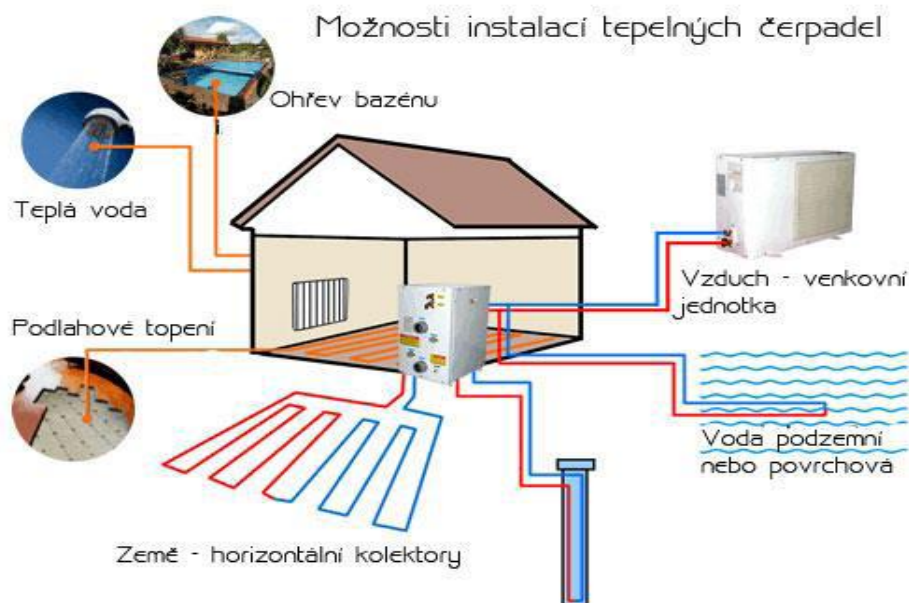 Možnosti instalací tepelných čerpadel
Ohřev bazénu
Teplá voda
Vzduch - venkovní
jednotka
Podlahové topení
Voda podzemní
nebo povrchová
Země - horizontální kolektory